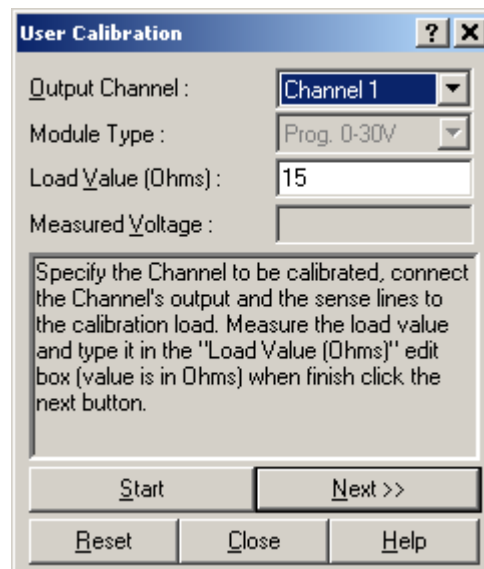 User Calibration
Output Channel :
Channel 1
Module Type :
Prog. 0-30V
Load Value (Ohms) :
15
Measured Voltage :
Specify the Channel to be calibrated, connect
the Channel's output and the sense lines to
the calibration load. Measure the load value
and type it in the "Load Value (Ohms)" edit
box (value is in Ohms) when finish click the
next button.
Start
Next >>
Reset
Close
Help